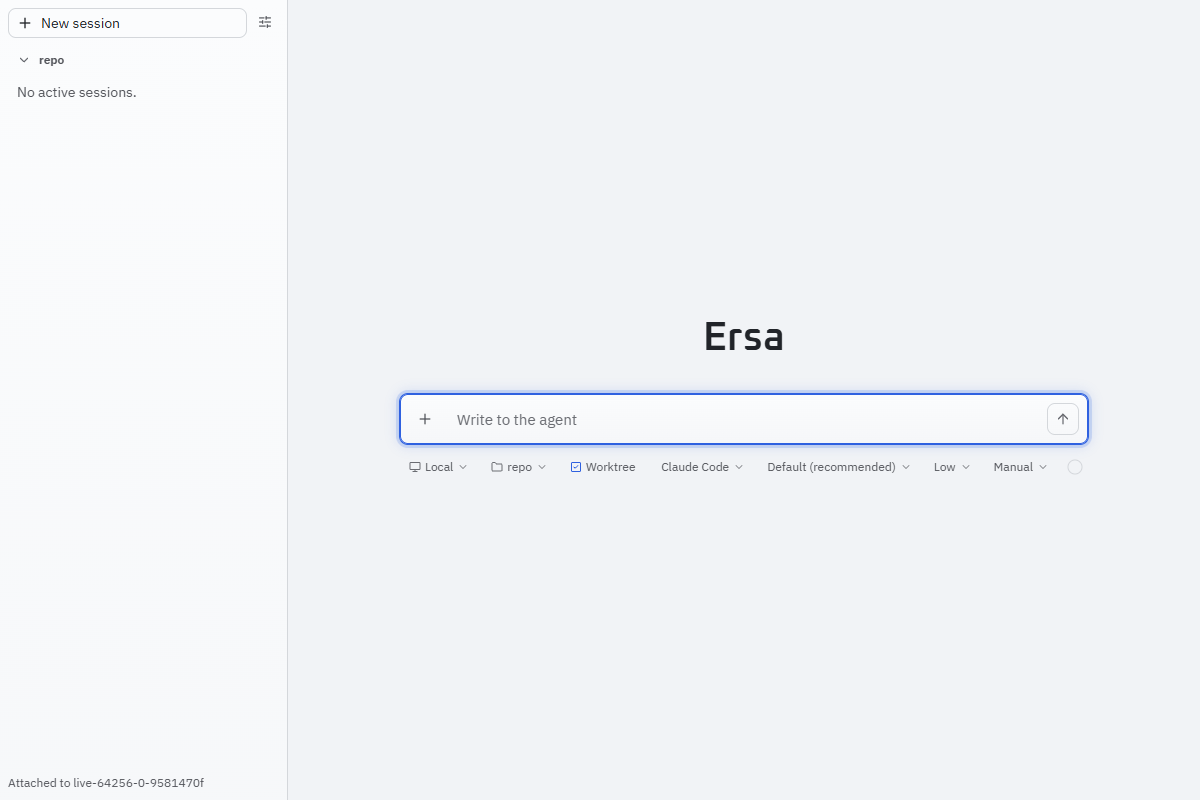 New session
repo
No active sessions.
Ersa
Write to the agent
Local repo Worktree Claude Code Default (recommended) Low Manual
Attached to live-64256-0-9581470f